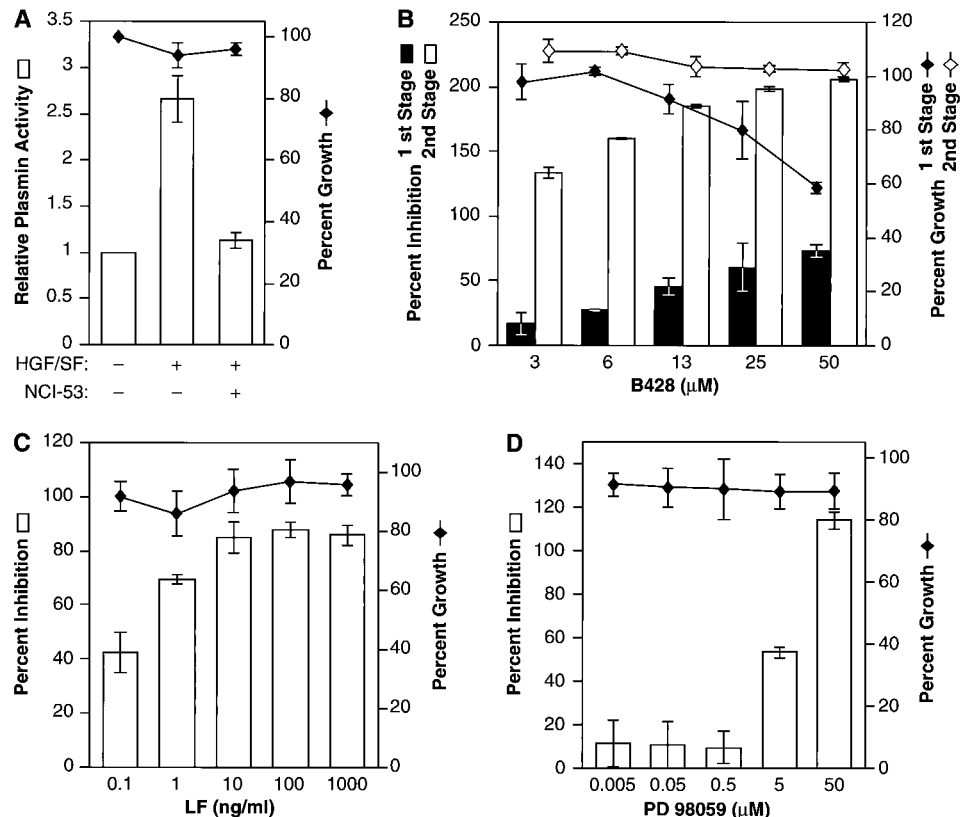 A
3.5
3
2.5
2
1.5
1
0.5
0
Relative Plasmin Activity
100
80
60
40
20
0
Percent Growth
HGF/SF: – + +
NCI-53: – – +
B
250
200
150
100
50
0
Percent Inhibition 1 st Stage
2nd Stage
120
100
80
60
40
20
0
Percent Growth 1 st Stage
2nd Stage
3 6 13 25 50
B428 (μM)
C
120
100
80
60
40
20
0
Percent Inhibition
100
80
60
40
20
0
Percent Growth
0.1 1 10 100 1000
LF (ng/ml)
D
140
120
100
80
60
40
20
0
Percent Inhibition
100
80
60
40
20
0
Percent Growth
0.005 0.05 0.5 5 50
PD 98059 (μM)